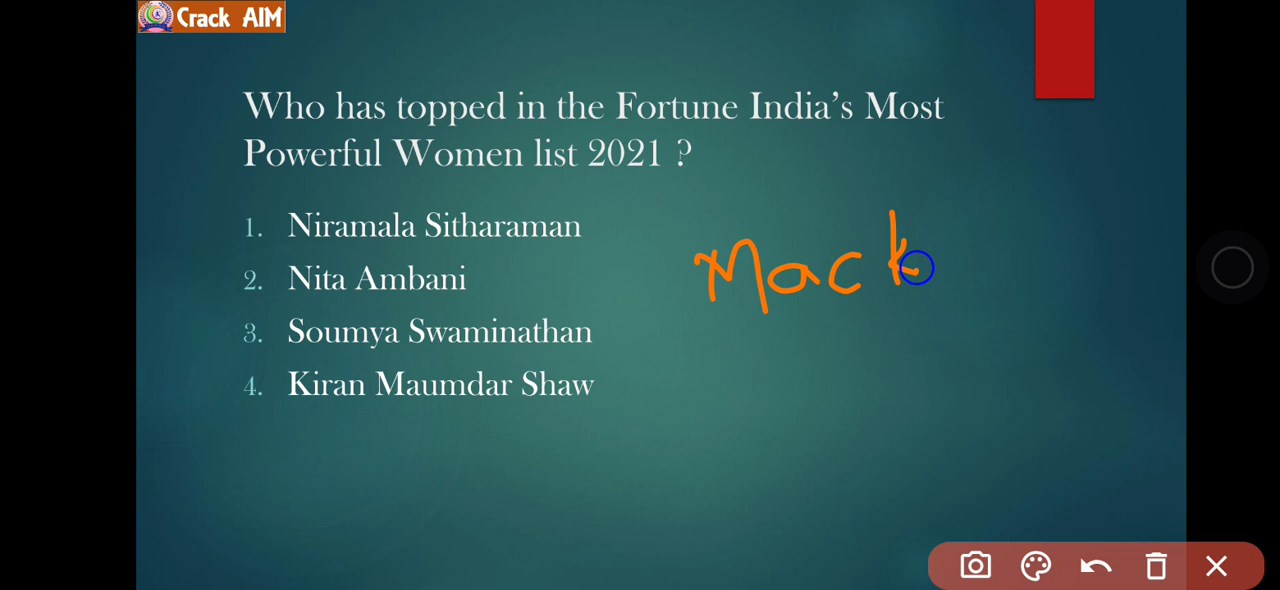 Crack AIM
Who has topped in the Fortune India's Most
Powerful Women list 2021 ?
1. Niramala Sitharaman
2. Nita Ambani
3. Soumya Swaminathan
4. Kiran Maumdar Shaw
Mack